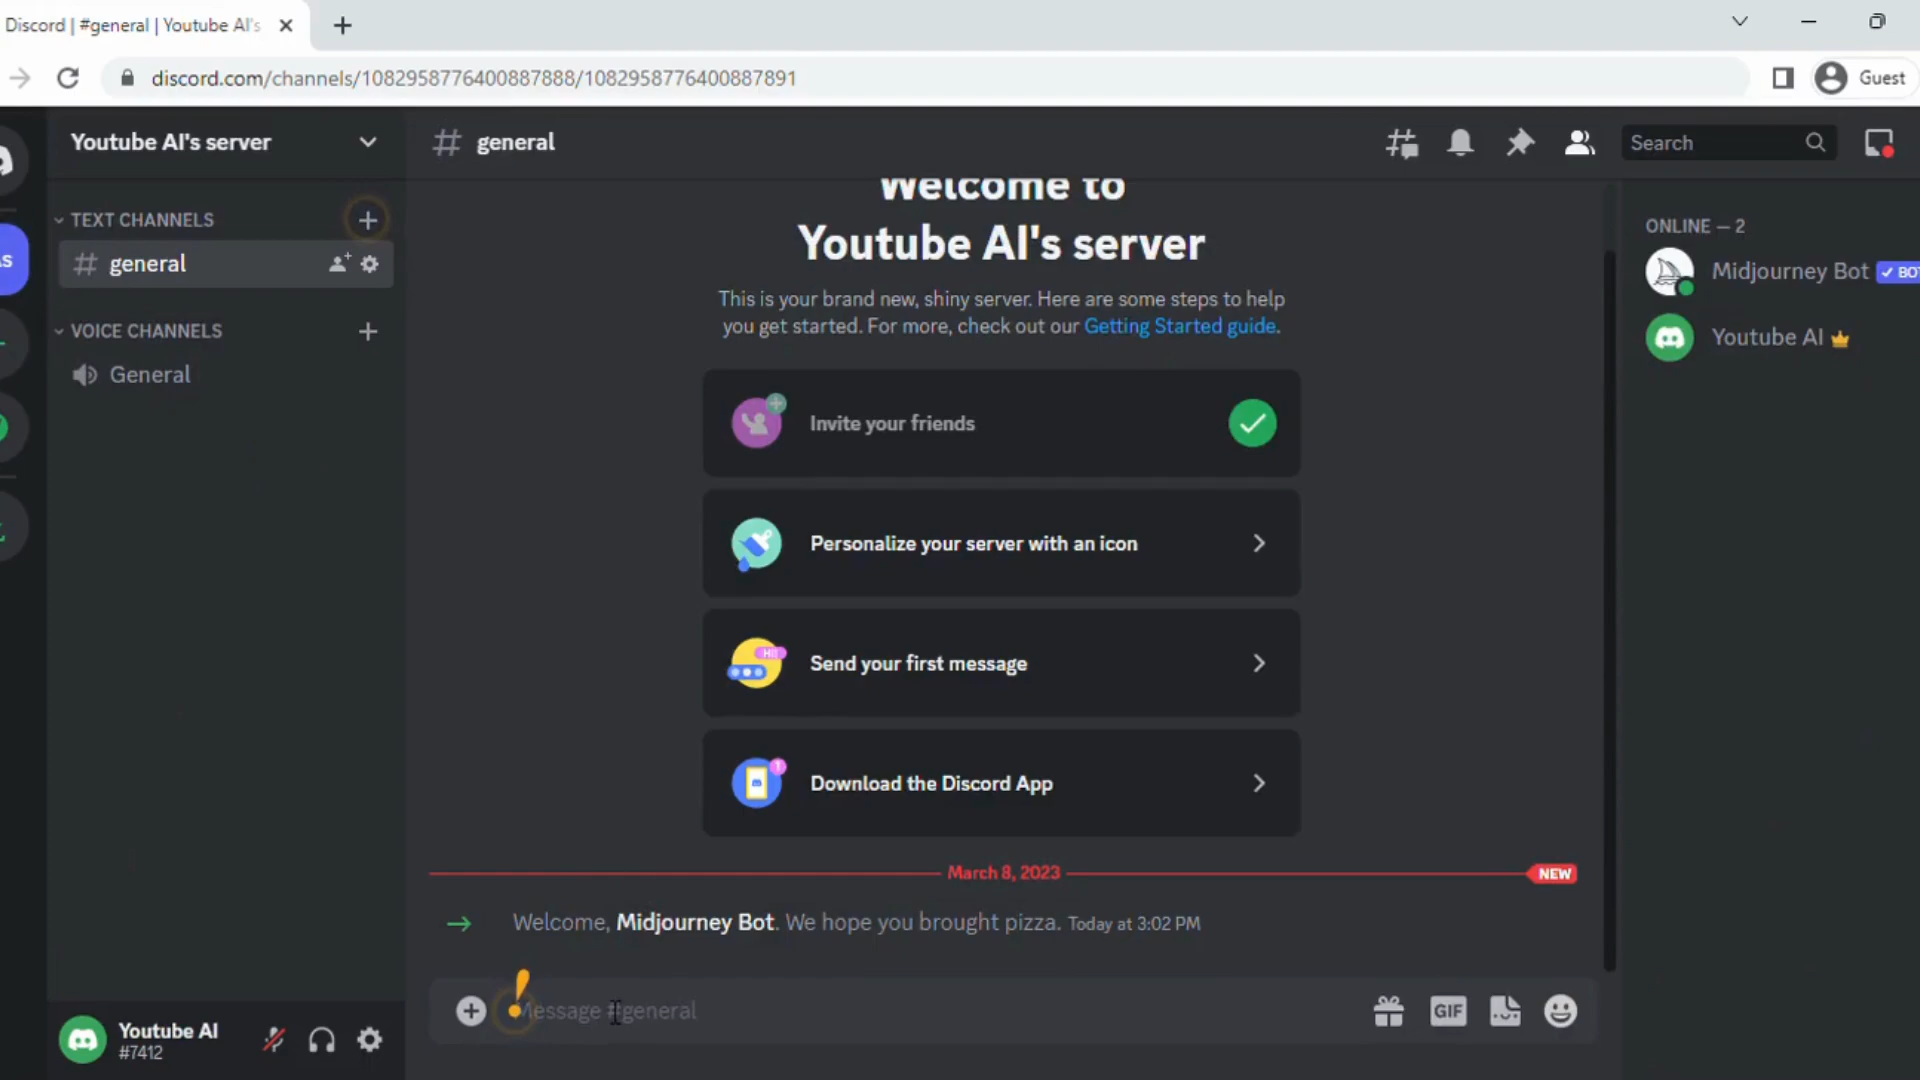 Discord | #general | Youtube AI's
discord.com/channels/1082958776400887888/1082958776400887891
Guest
Youtube AI's server
general
Search
TEXT CHANNELS
general
VOICE CHANNELS
General
Welcome to
Youtube AI's server
This is your brand new, shiny server. Here are some steps to help
you get started. For more, check out our Getting Started guide.
Invite your friends
Personalize your server with an icon
HI!
Send your first message
1
Download the Discord App
March 8, 2023
NEW
Welcome, Midjourney Bot. We hope you brought pizza. Today at 3:02 PM
Message #general
GIF
ONLINE — 2
Midjourney Bot
BOT
Youtube AI
Youtube AI
#7412